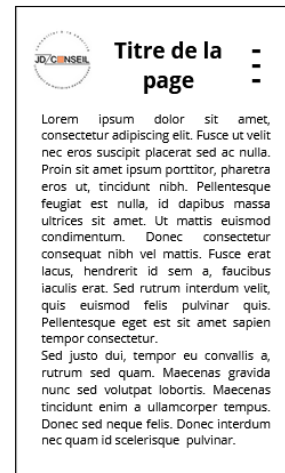 JD/CONSEIL
Titre de la
page
Lorem ipsum dolor sit amet,
consectetur adipiscing elit. Fusce ut velit
nec eros suscipit placerat sed ac nulla.
Proin sit amet ipsum porttitor, pharetra
eros ut, tincidunt nibh. Pellentesque
feugiat est nulla, id dapibus massa
ultrices sit amet. Ut mattis euismod
condimentum. Donec consectetur
consequat nibh vel mattis. Fusce erat
lacus, hendrerit id sem a, faucibus
iaculis erat. Sed rutrum interdum velit,
quis euismod felis pulvinar quis.
Pellentesque eget est sit amet sapien
tempor consectetur.
Sed justo dui, tempor eu convallis a,
rutrum sed quam. Maecenas gravida
nunc sed volutpat lobortis. Maecenas
tincidunt enim a ullamcorper tempus.
Donec sed neque felis. Donec interdum
nec quam id scelerisque pulvinar.